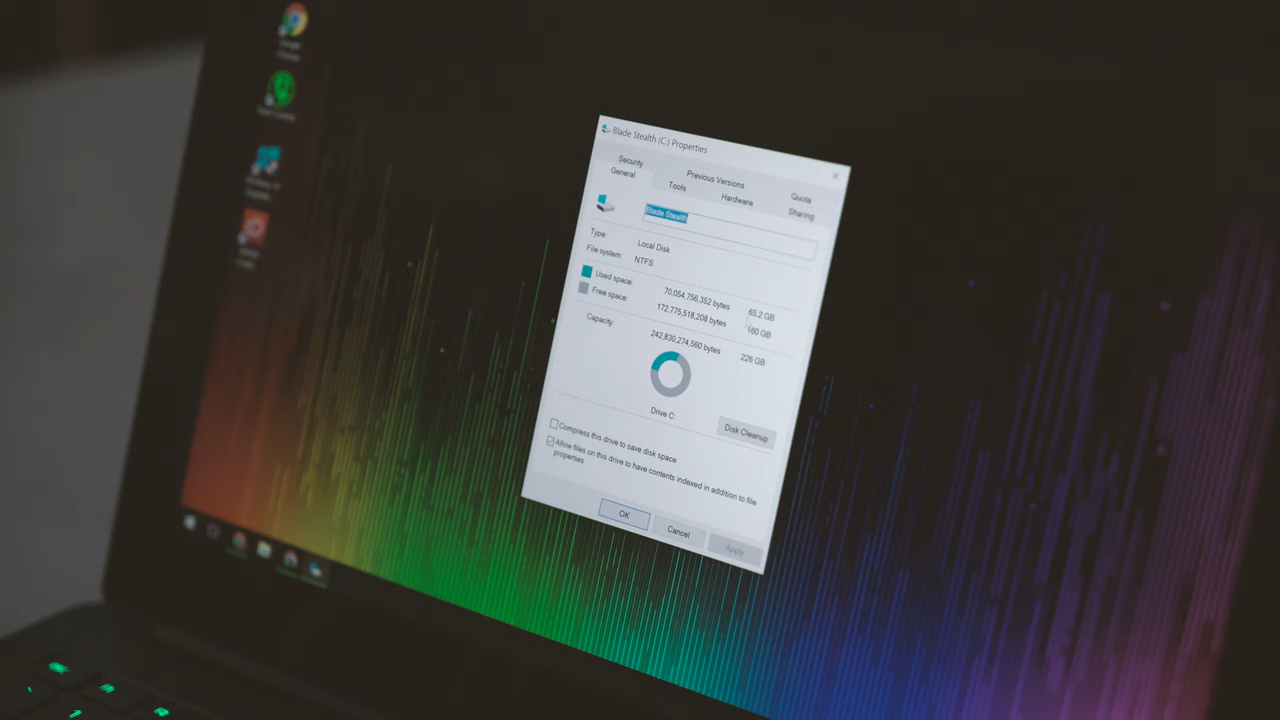 Blade Stealth (C:) Properties
Security
Previous Versions
Quota
General
Tools
Hardware
Sharing
Blade Stealth
Type:
Local Disk
File system:
NTFS
Used space:
70,054,756,352 bytes
65.2 GB
Free space:
172,775,518,208 bytes
160 GB
Capacity:
242,830,274,560 bytes
226 GB
Drive C:
Disk Cleanup
Compress this drive to save disk space
Allow files on this drive to have contents indexed in addition to file
properties
OK
Cancel
Apply